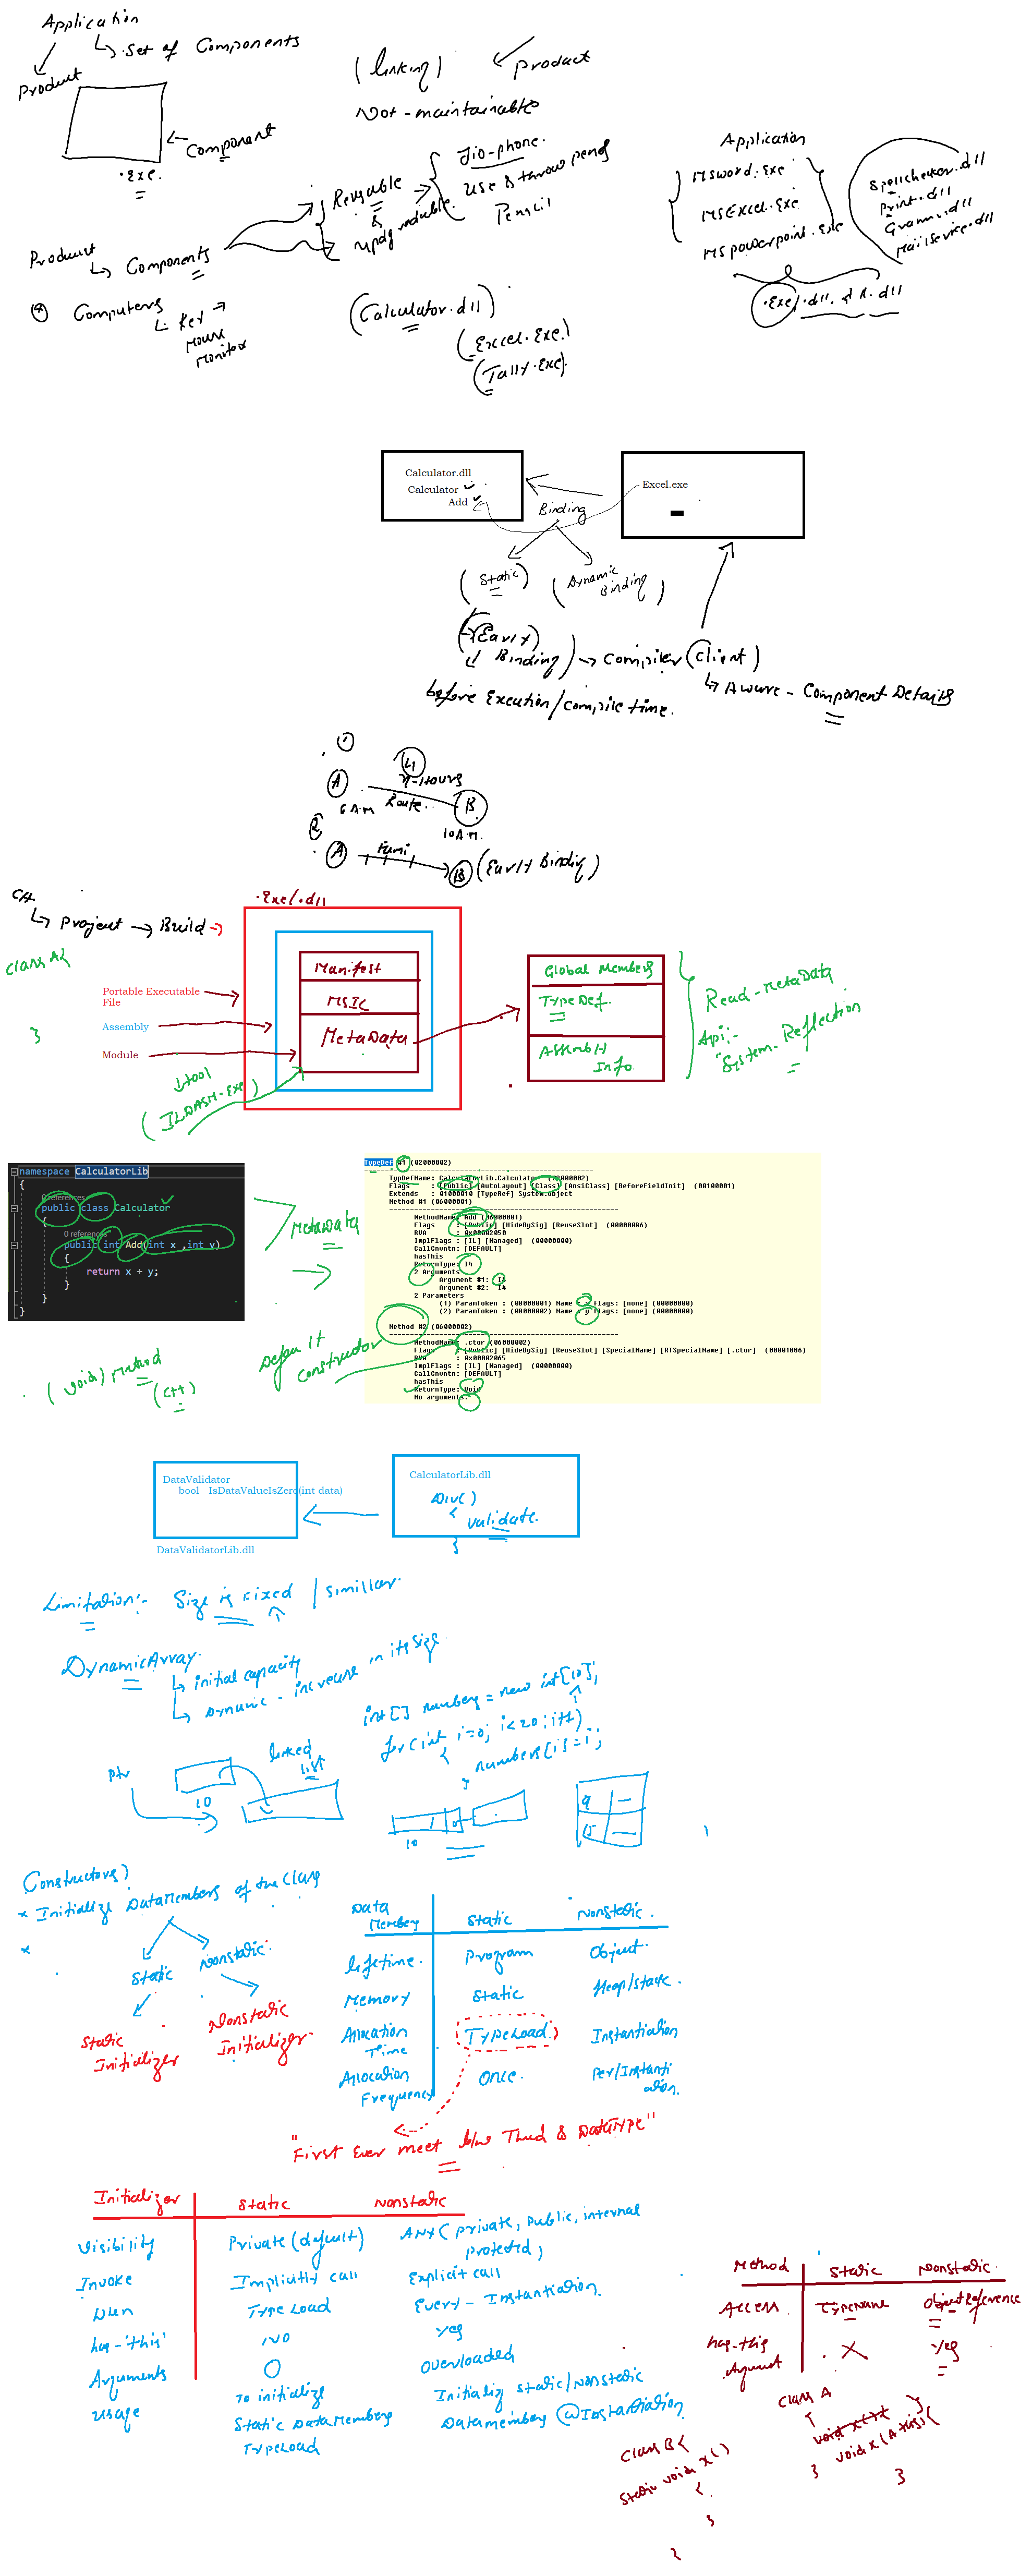 Application
Set of Components
Product
Component
.Exe.
(linking)
Product
Not-maintainable
Product
Components
Reusable
&
upgradable.
Jio-phone.
Use & throw pens
Pencil
Computers
Key
Mouse
Monitor
(Calculator.dll)
(Excel.Exe)
(Tally.Exe)
Application
MSword.Exe
MSExcel.Exe
MSpowerpoint.Exe
Spellchecker.dll
Print.dll
Gramm.dll
Mailservice.dll
.Exe/.dll.
Calculator.dll
Calculator
Add
Excel.exe
Binding
(Static)
(Dynamic
Binding)
(Early)
Binding)
Compiler (Client)
Aware - Component Details
before Execution/compile time.
1
A
4-Hours
Route..
B
6 A.M
10 A.M.
2
A
B
(Early Binding)
C#
Project
Build
.Exe/.dll
class A{
}
Portable Executable
File
Assembly
Module
Manifest
MSIL
MetaData
tool
(ILDASM.Exe)
Global Members
TypeDef.
Assembly
Info.
Read-MetaData
Api:-
"System.Reflection
namespace CalculatorLib
{
0 references
public class Calculator
{
0 references
public int Add(int x ,int y)
{
return x + y;
}
}
}
MetaData
TypeDef #1 (02000002)
TypDefName: CalculatorLib.Calculator (02000002)
Flags : [Public] [AutoLayout] [Class] [AnsiClass] [BeforeFieldInit] (00100001)
Extends : 01000010 [TypeRef] System.Object
Method #1 (06000001)
MethodName: Add (06000001)
Flags : [Public] [HideBySig] [ReuseSlot] (00000086)
RVA : 0x00002050
ImplFlags : [IL] [Managed] (00000000)
CallCnvntn: [DEFAULT]
hasThis
ReturnType: I4
2 Arguments
Argument #1: I4
Argument #2: I4
2 Parameters
(1) ParamToken : (08000001) Name : x flags: [none] (00000000)
(2) ParamToken : (08000002) Name : y flags: [none] (00000000)
Method #2 (06000002)
MethodName: .ctor (06000002)
Flags : [Public] [HideBySig] [ReuseSlot] [SpecialName] [RTSpecialName] [.ctor] (00001886)
RVA : 0x00002065
ImplFlags : [IL] [Managed] (00000000)
CallCnvntn: [DEFAULT]
hasThis
ReturnType: Void
No arguments.
Default
constructor
(void) Method
(C++)
DataValidator
bool IsDataValueIsZero(int data)
DataValidatorLib.dll
CalculatorLib.dll
Div()
{
validate.
}
Limitation:- Size is Fixed / Similar.
DynamicArray.
initial capacity
Dynamic - increase in its size.
int[] numbers = new int[10];
for(int i=0; i<20; i++)
{
numbers[i]=i;
}
ptr
10
linked
list
10
9
15
Constructors)
* Initialize DataMembers of the Class
*
Static
Nonstatic.
Static
Initializer
Nonstatic
Initializer.
Data
Members
Static
Nonstatic.
Lifetime.
Program
Object.
Memory
Static
Heap/stack.
Allocation
Time
TypeLoad
Instantiation
Allocation
Frequency
Once.
Per/Instanti
ation.
"First Ever meet b/w Thread & DataType"
Initializer
Static
Nonstatic
Visibility
Private (default)
ANY (private, public, internal
protected)
Invoke
Implicitly call
Explicit call
When
Type Load
Every - Instantiation.
has-'this'
No
Yes
Arguments
0
Overloaded
Usage
To initialize
Static DataMembers
TypeLoad
Initializing static/nonstatic
Datamembers @Instantiation
Method
Static
Nonstatic.
Access.
TypeName
ObjectReference
has-this
Argument
X
Yes
Class A
{
void x(){
}
void x(A this){
}
}
Class B{
Static void x()
{
}
}